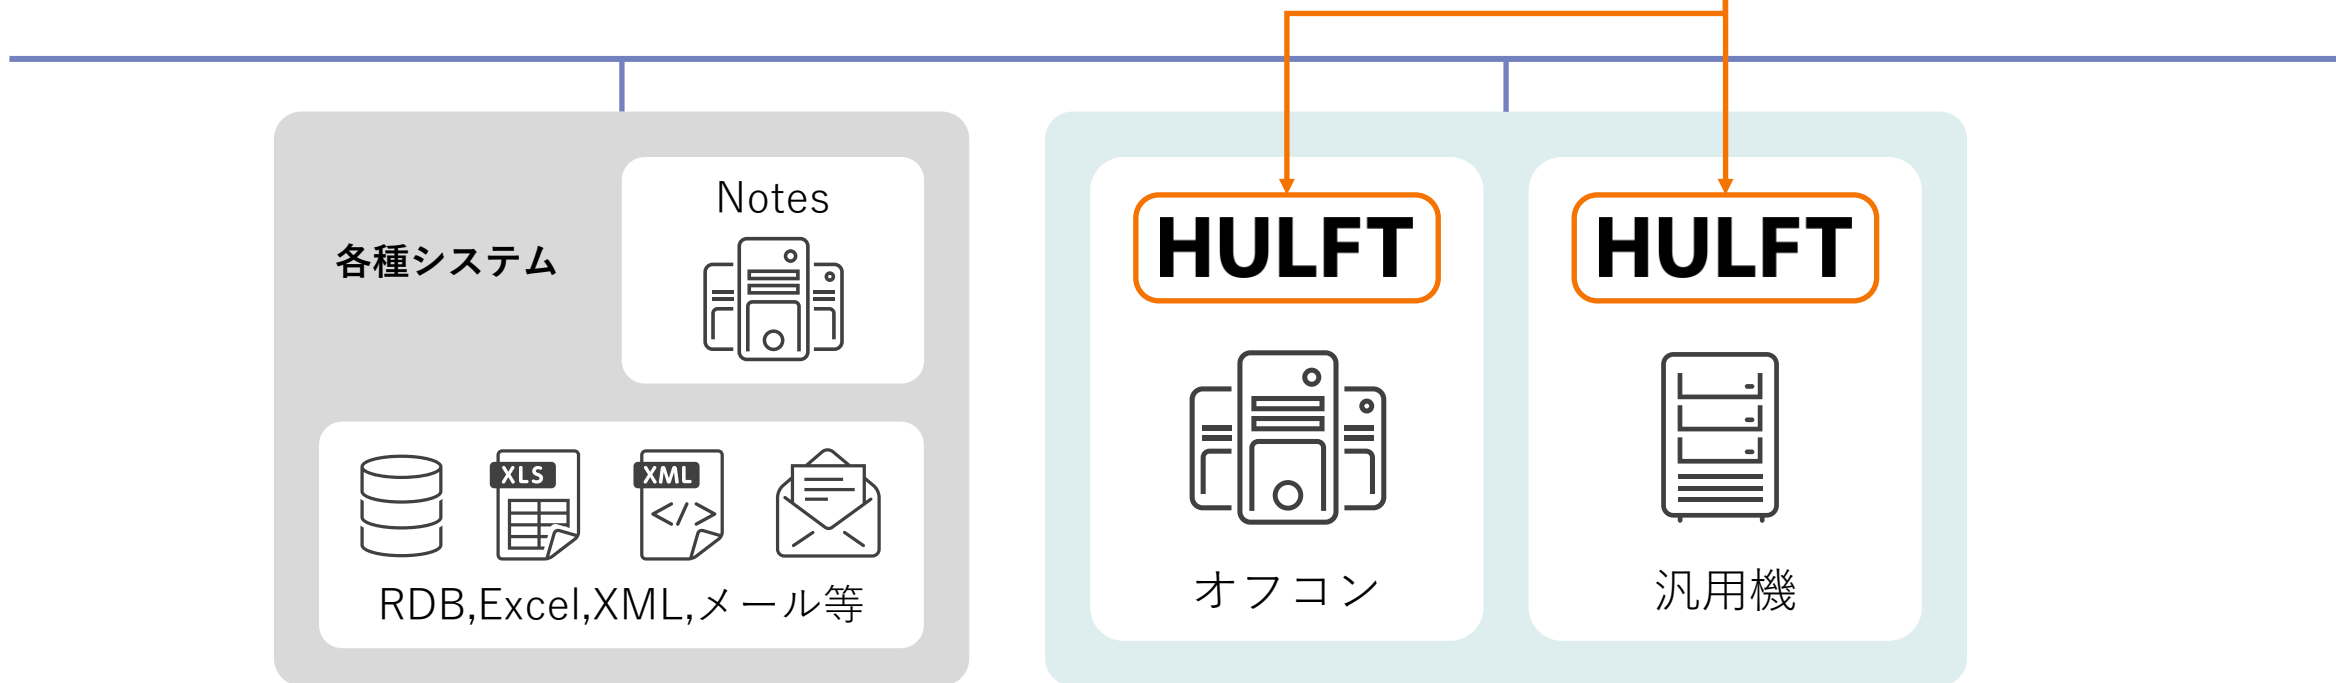 各種システム
Notes
XLS
XML
</>
RDB,Excel,XML,メール等
HULFT
オフコン
HULFT
汎用機